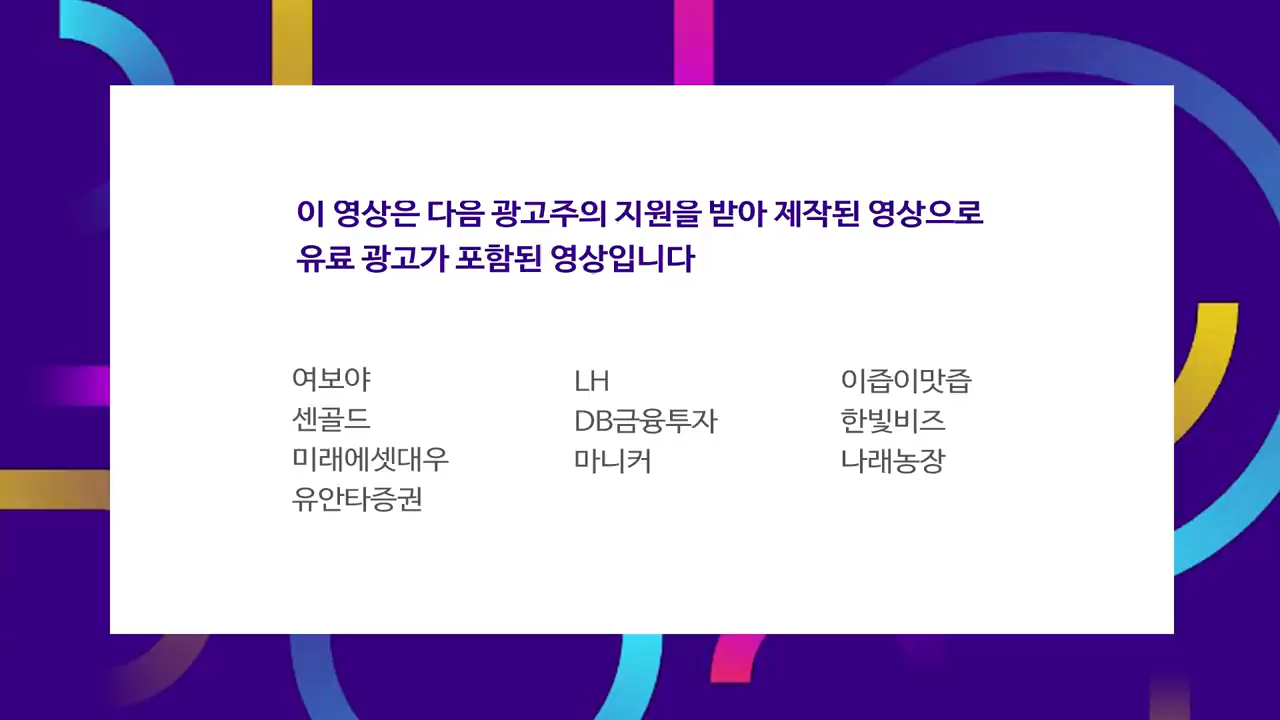 이 영상은 다음 광고주의 지원을 받아 제작된 영상으로
유료 광고가 포함된 영상입니다
여보야
센골드
미래에셋대우
유안타증권
LH
DB금융투자
마니커
이즙이맛즙
한빛비즈
나래농장